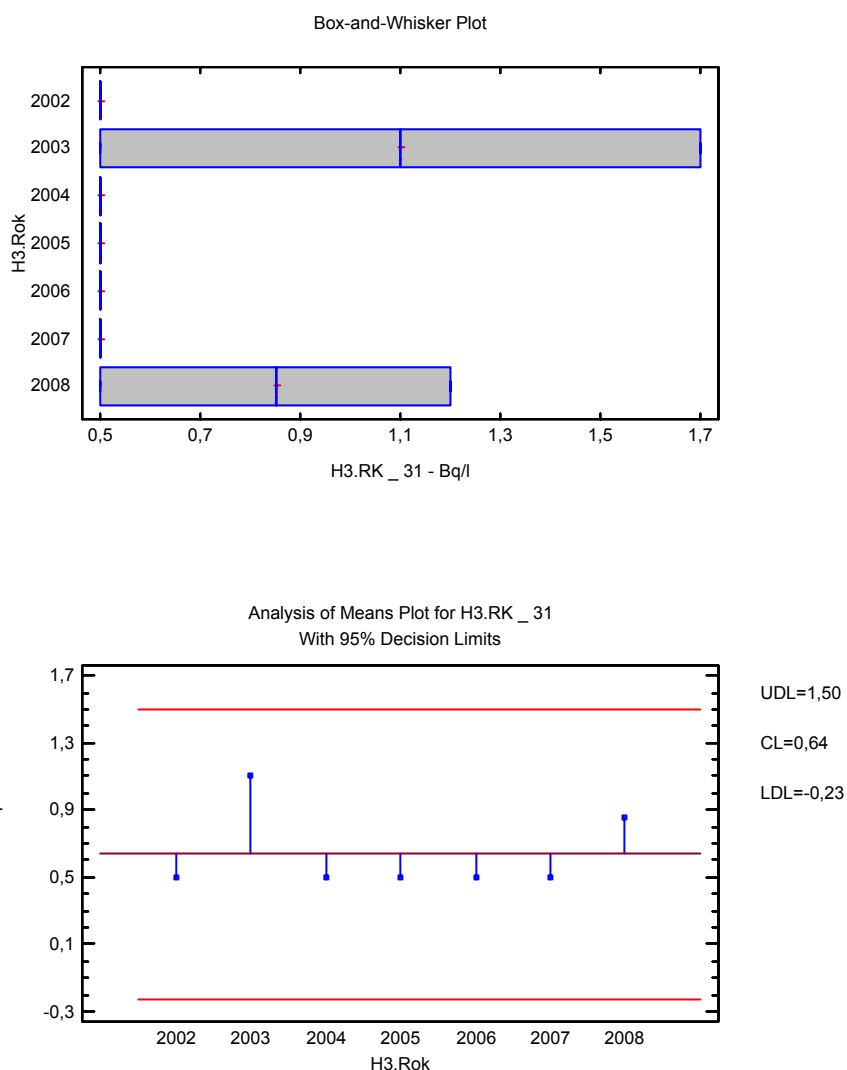 Box-and-Whisker Plot
H3.Rok
2002
2003
2004
2005
2006
2007
2008
0,5 0,7 0,9 1,1 1,3 1,5 1,7
H3.RK _ 31 - Bq/l
Analysis of Means Plot for H3.RK _ 31
With 95% Decision Limits
1,7
1,3
0,9
0,5
0,1
-0,3
UDL=1,50
CL=0,64
LDL=-0,23
2002 2003 2004 2005 2006 2007 2008
H3.Rok